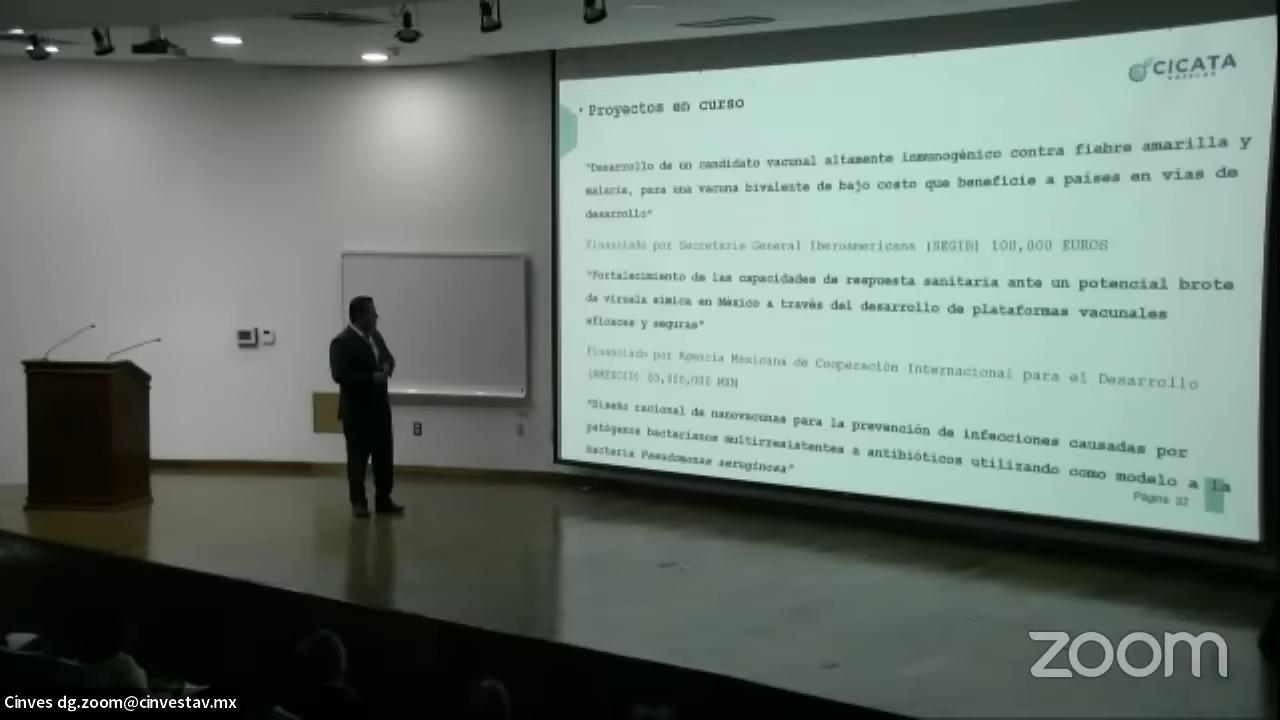 CICATA
Proyectos en curso
"Desarrollo de un candidato vacunal altamente inmunogénico contra fiebre amarilla y
malaria, para una vacuna bivalente de bajo costo que beneficie a países en vías de
desarrollo"
Financiado por Secretaría General Iberoamericana (SEGIB) 100,000 EUROS
"Fortalecimiento de las capacidades de respuesta sanitaria ante un potencial brote
de viruela símica en México a través del desarrollo de plataformas vacunales
eficaces y seguras"
Financiado por Agencia Mexicana de Cooperación Internacional para el Desarrollo
MXN
"Diseño racional de nanovacunas para la prevención de infecciones causadas por
patógenos bacterianos multirresistentes a antibióticos utilizando como modelo a la
bacteria Pseudomonas aeruginosa"
Página 32
zoom
Cinves dg.zoom@cinvestav.mx